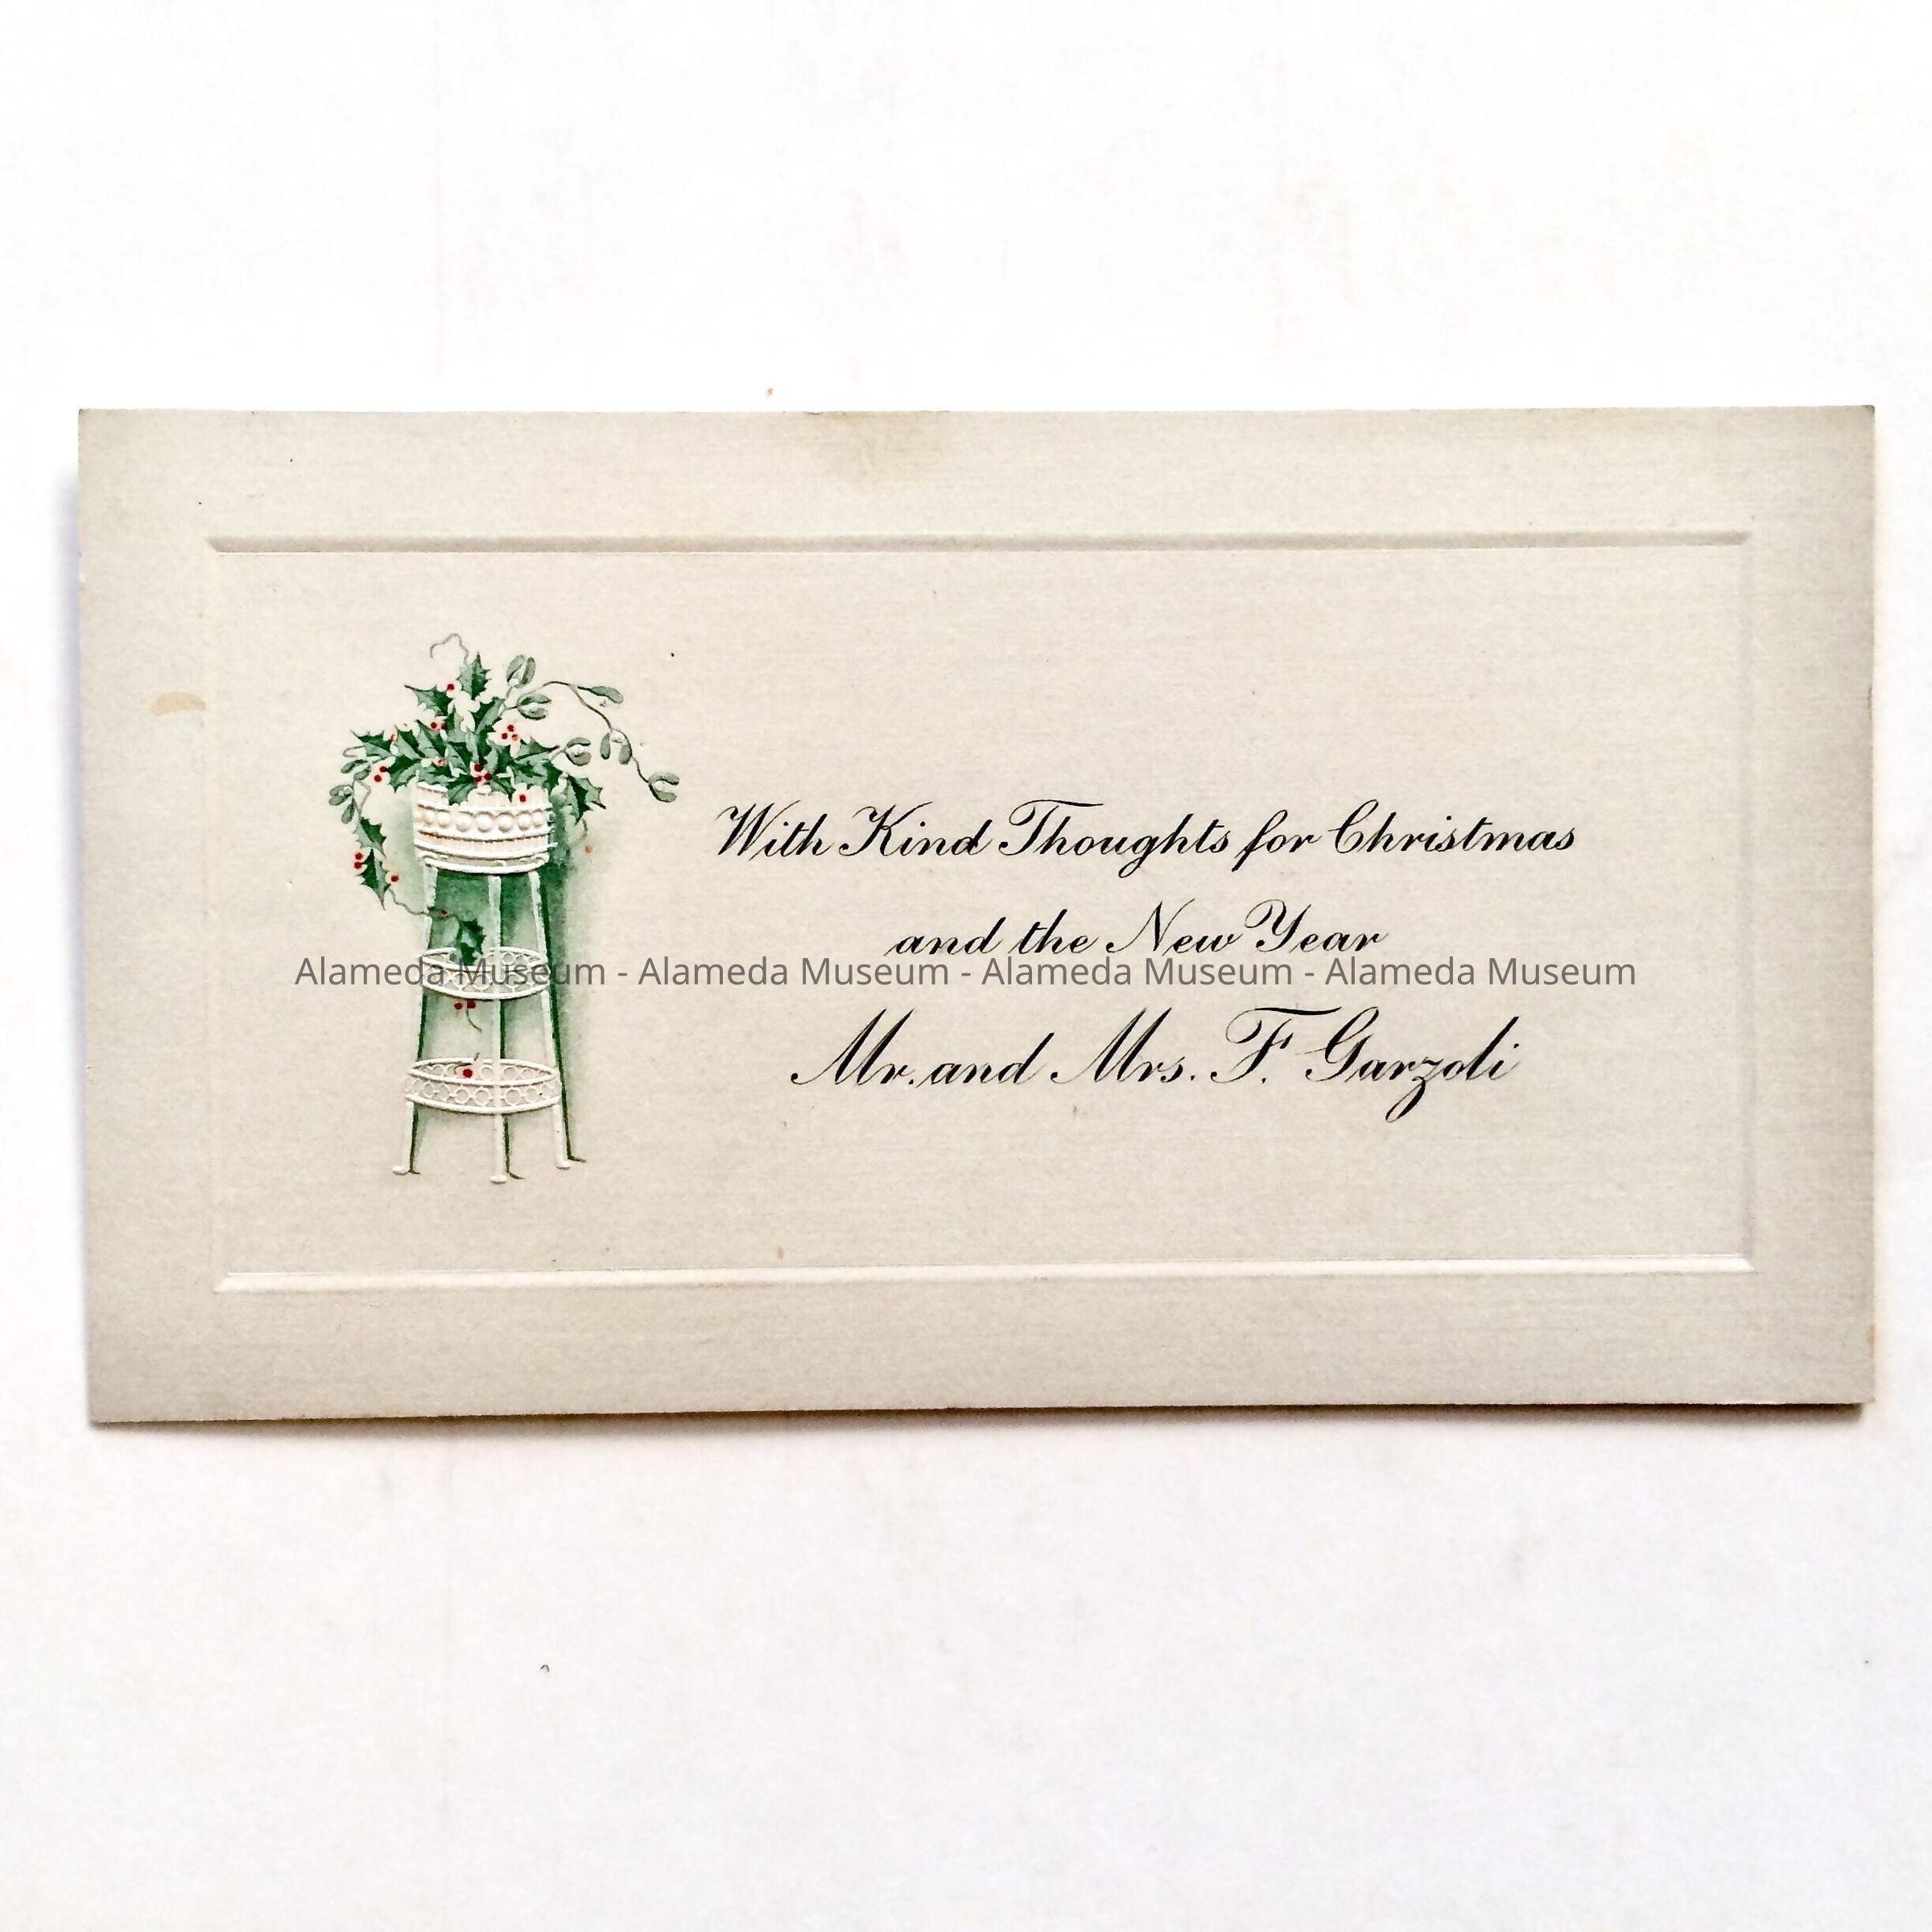 With Kind Thoughts for Christmas
and the New Year
Alameda Museum - Alameda Museum - Alameda Museum - Alameda Museum
Mr. and Mrs. F. Garzoli